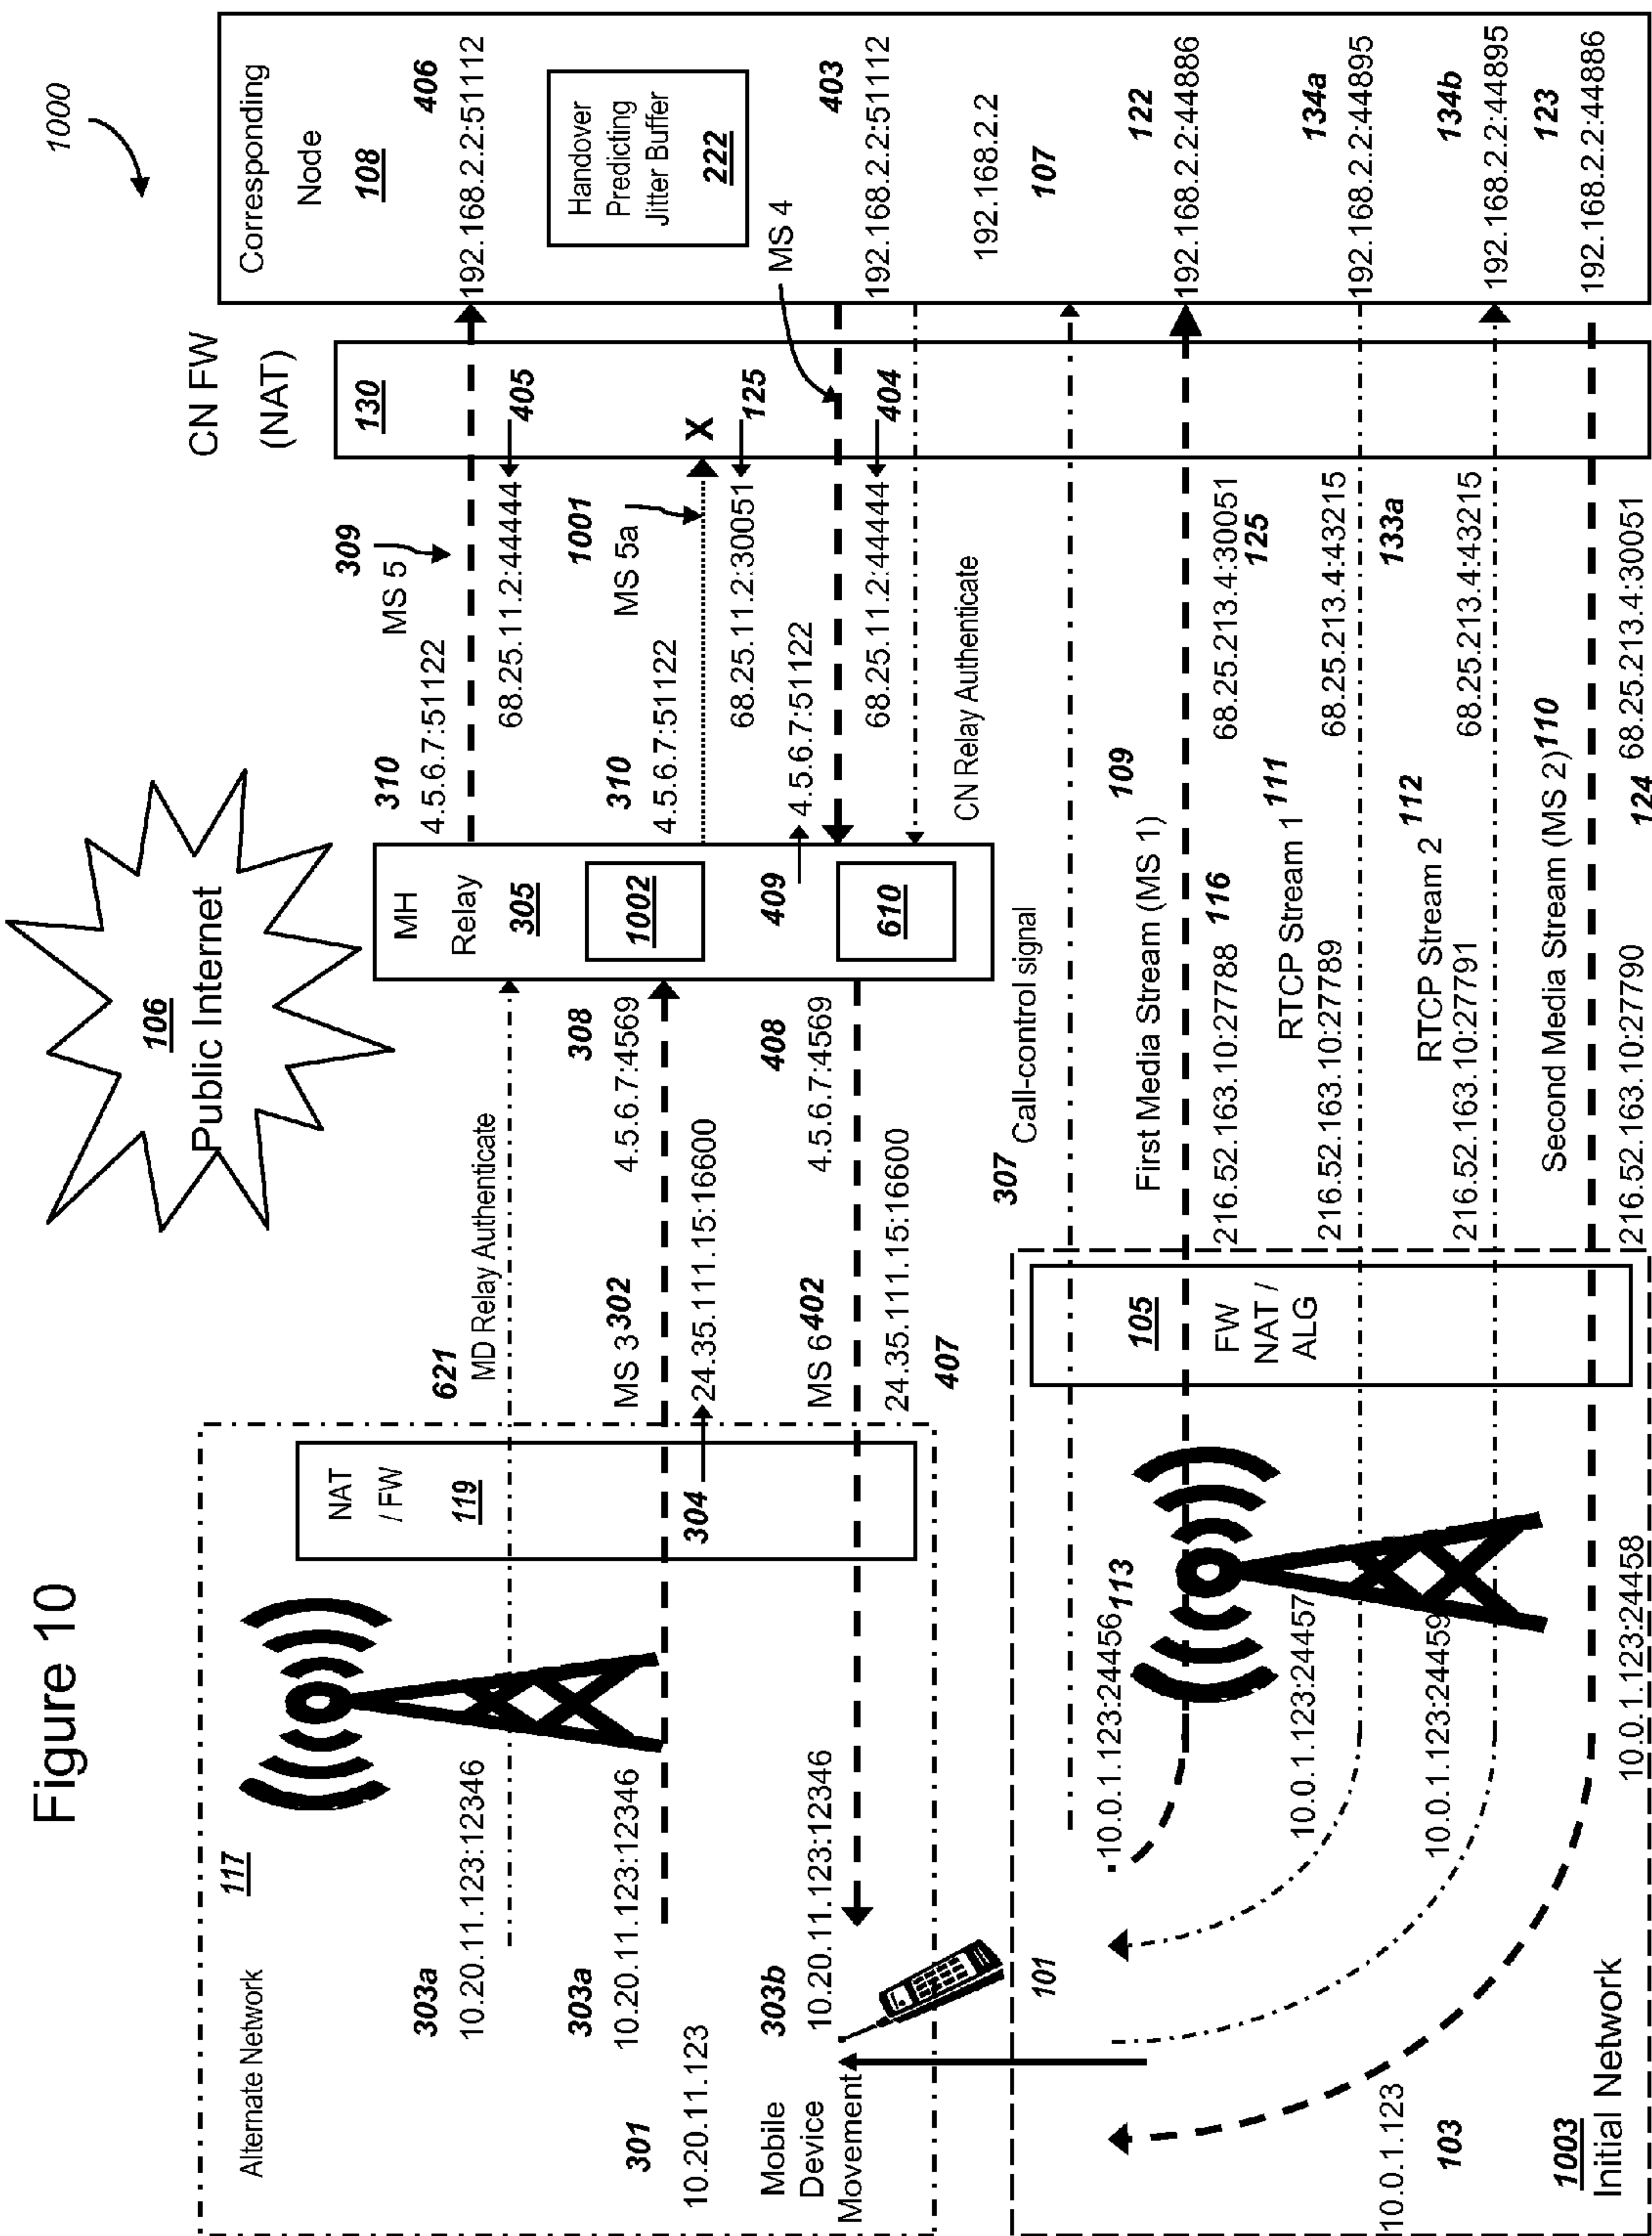 Figure 10
1000
117
Alternate Network
303a
10.20.11.123:12346
303a
10.20.11.123:12346
301
10.20.11.123
303b
10.20.11.123:12346
Mobile
Device
Movement
101
NAT
/ FW
119
304
621
MD Relay Authenticate
MS 3 302
24.35.111.15:16600
MS 6 402
24.35.111.15:16600
407
308
4.5.6.7:4569
408
4.5.6.7:4569
106
Public Internet
MH
Relay
305
1002
409
610
310
4.5.6.7:51122
309
MS 5
68.25.11.2:44444
405
310
4.5.6.7:51122
1001
MS 5a
X
68.25.11.2:30051
125
4.5.6.7:51122
MS 4
68.25.11.2:44444
404
CN Relay Authenticate
CN FW
(NAT)
130
Corresponding
Node
108
406
192.168.2.2:51112
Handover
Predicting
Jitter Buffer
222
403
192.168.2.2:51112
192.168.2.2
107
122
192.168.2.2:44886
134a
192.168.2.2:44895
134b
192.168.2.2:44895
123
192.168.2.2:44886
307
Call-control signal
109
First Media Stream (MS 1)
216.52.163.10:27788 116
68.25.213.4:30051
125
RTCP Stream 1 111
216.52.163.10:27789
68.25.213.4:43215
133a
RTCP Stream 2 112
216.52.163.10:27791
68.25.213.4:43215
Second Media Stream (MS 2) 110
216.52.163.10:27790
124
68.25.213.4:30051
105
FW
NAT /
ALG
10.0.1.123:24456 113
10.0.1.123:24457
10.0.1.123:24459
10.0.1.123:24458
10.0.1.123
103
1003
Initial Network